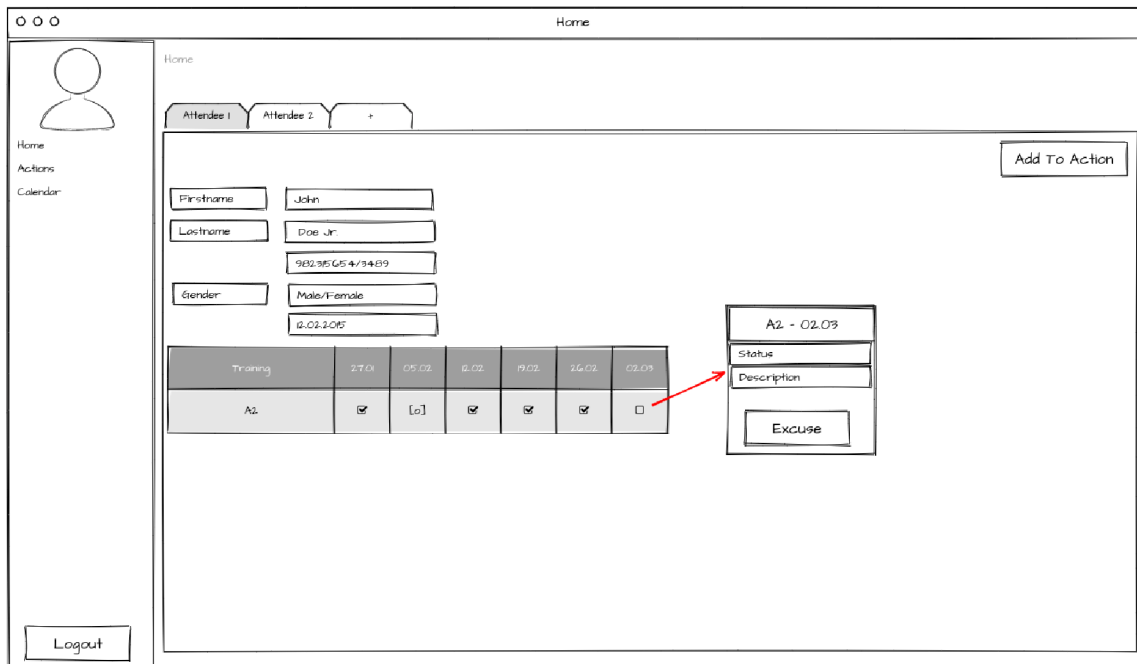 Home
Home
Attendee 1 Attendee 2 +
Home
Actions
Calendar
Add To Action
Firstname John
Lastname Doe Jr.
982315654/3489
Gender Male/Female
12.02.2015
Training 27.01 05.02 12.02 19.02 26.02 02.03
A2 [o]
A2 - 02.03
Status
Description
Excuse
Logout